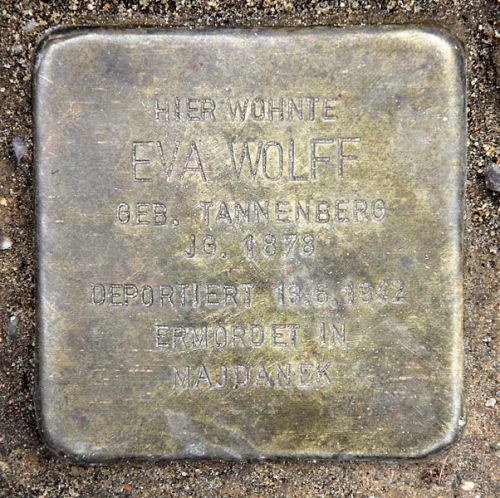 HIER WOHNTE
EVA WOLFF
GEB. TANNENBERG
JG. 1878
DEPORTIERT 13.6.1942
ERMORDET IN
MAJDANEK